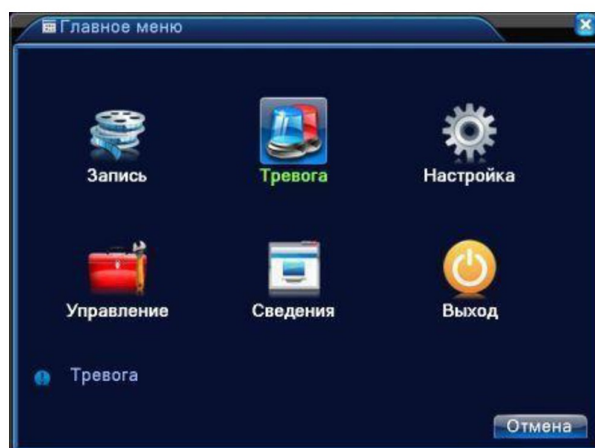 Главное меню
Запись
Тревога
Настройка
Управление
Сведения
Выход
Тревога
Отмена